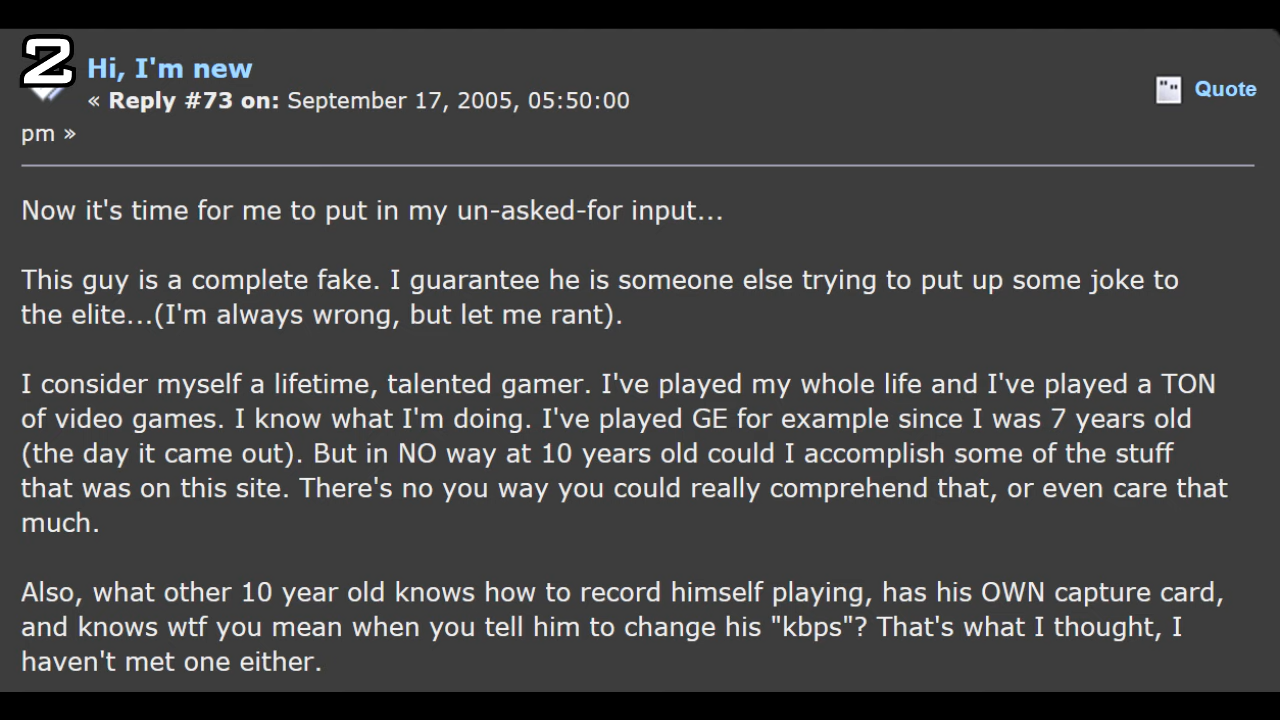 2
Hi, I'm new
« Reply #73 on: September 17, 2005, 05:50:00
pm »
Quote
Now it's time for me to put in my un-asked-for input...
This guy is a complete fake. I guarantee he is someone else trying to put up some joke to
the elite...(I'm always wrong, but let me rant).
I consider myself a lifetime, talented gamer. I've played my whole life and I've played a TON
of video games. I know what I'm doing. I've played GE for example since I was 7 years old
(the day it came out). But in NO way at 10 years old could I accomplish some of the stuff
that was on this site. There's no you way you could really comprehend that, or even care that
much.
Also, what other 10 year old knows how to record himself playing, has his OWN capture card,
and knows wtf you mean when you tell him to change his "kbps"? That's what I thought, I
haven't met one either.